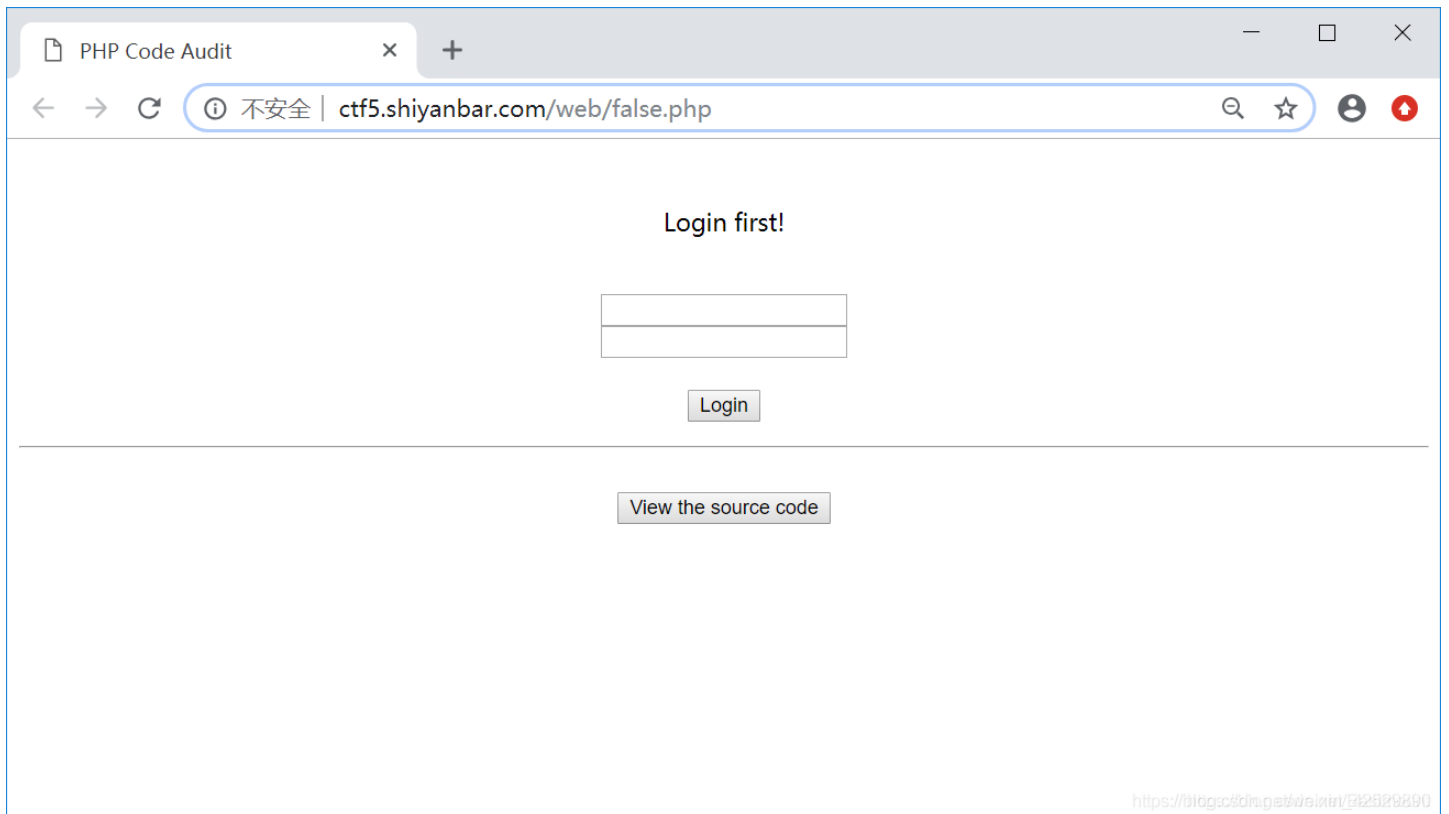 PHP Code Audit
不安全 ctf5.shiyanbar.com/web/false.php
Login first!
Login
View the source code